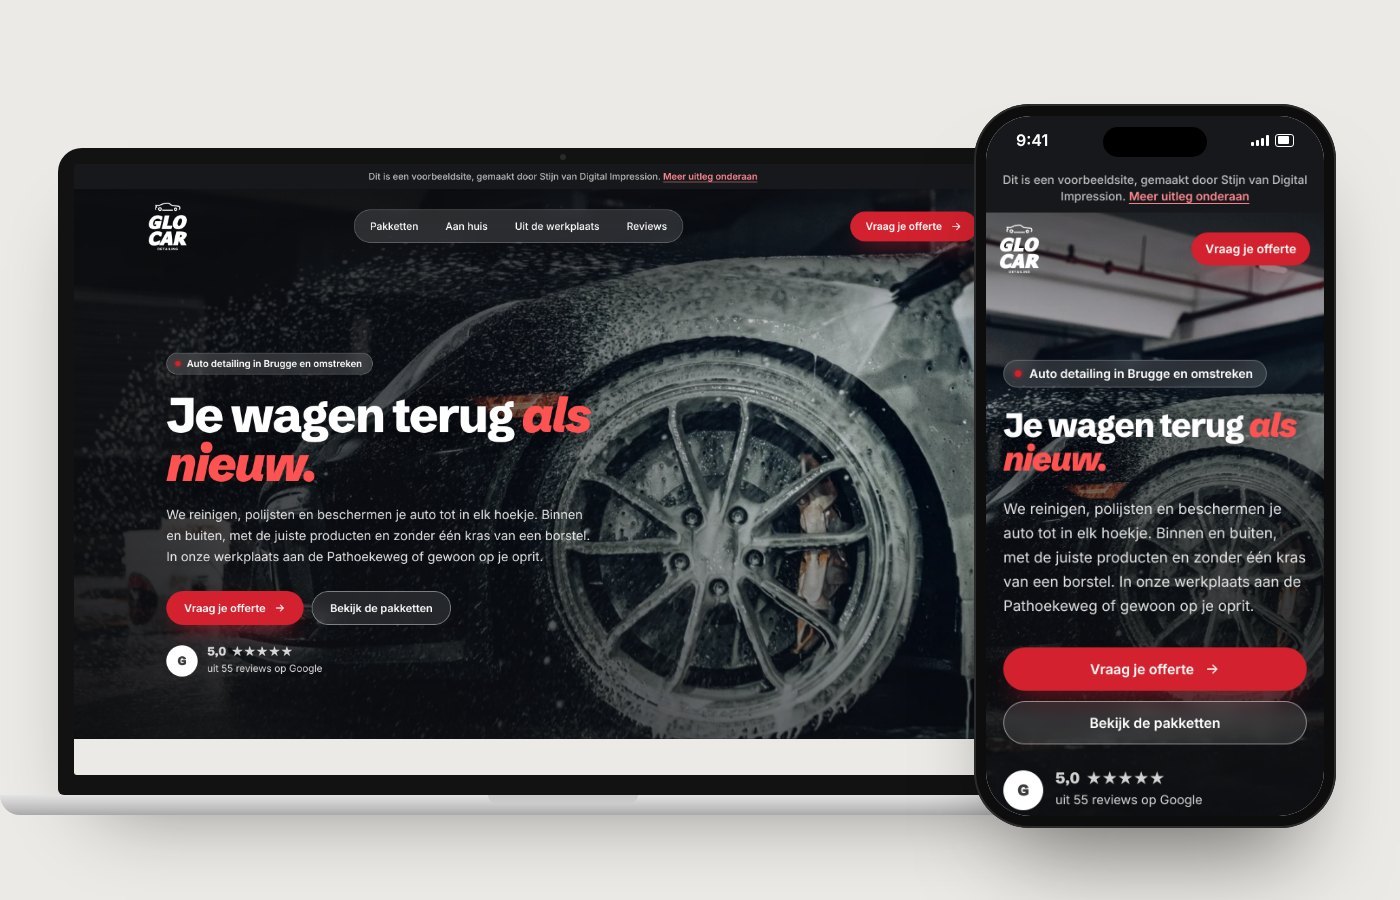 Dit is een voorbeeldsite, gemaakt door Stijn van Digital Impression. Meer uitleg onderaan
GLO
CAR
DETAILING
Pakketten
Aan huis
Uit de werkplaats
Reviews
Vraag je offerte →
Auto detailing in Brugge en omstreken
Je wagen terug als
nieuw.
We reinigen, polijsten en beschermen je auto tot in elk hoekje. Binnen
en buiten, met de juiste producten en zonder één kras van een borstel.
In onze werkplaats aan de Pathoekeweg of gewoon op je oprit.
Vraag je offerte →
Bekijk de pakketten
G
5,0 ★★★★★
uit 55 reviews op Google
9:41
Dit is een voorbeeldsite, gemaakt door Stijn van Digital
Impression. Meer uitleg onderaan
GLO
CAR
DETAILING
Vraag je offerte
Auto detailing in Brugge en omstreken
Je wagen terug als
nieuw.
We reinigen, polijsten en beschermen je
auto tot in elk hoekje. Binnen en buiten,
met de juiste producten en zonder één kras
van een borstel. In onze werkplaats aan de
Pathoekeweg of gewoon op je oprit.
Vraag je offerte →
Bekijk de pakketten
G
5,0 ★★★★★
uit 55 reviews op Google